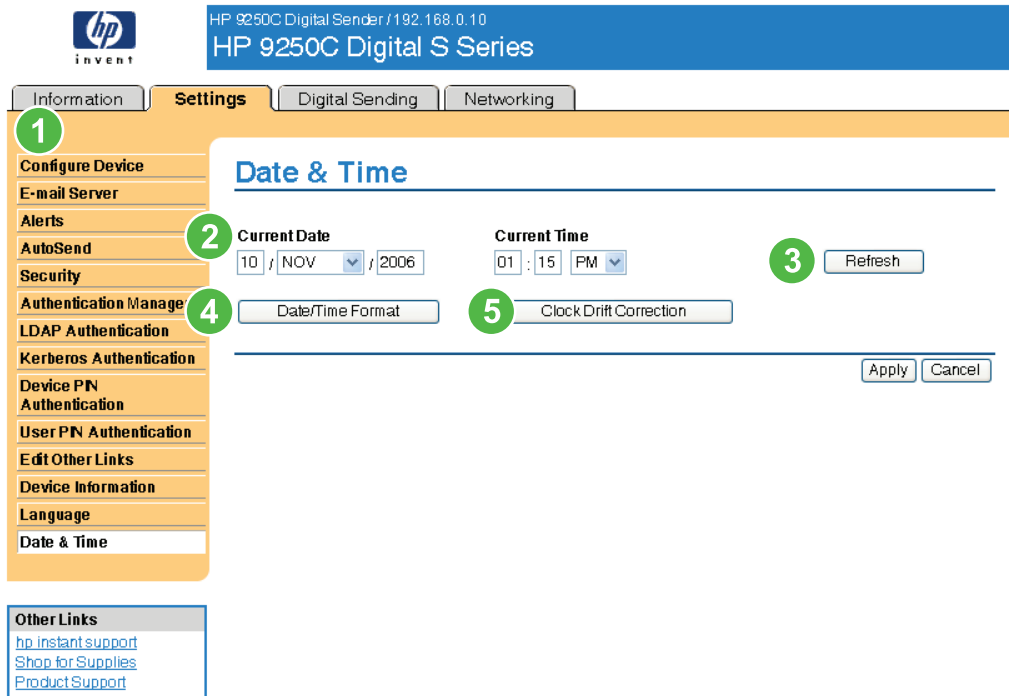 hp
invent
HP 9250C Digital Sender / 192.168.0.10
HP 9250C Digital S Series
Information
Settings
Digital Sending
Networking
1
Configure Device
E-mail Server
Alerts
AutoSend
Security
Authentication Manage
LDAP Authentication
Kerberos Authentication
Device PIN
Authentication
User PIN Authentication
Edit Other Links
Device Information
Language
Date & Time
Other Links
hp instant support
Shop for Supplies
Product Support
Date & Time
2
Current Date
Current Time
10 / NOV / 2006
01 : 15 PM
3
Refresh
4
Date/Time Format
5
Clock Drift Correction
Apply
Cancel